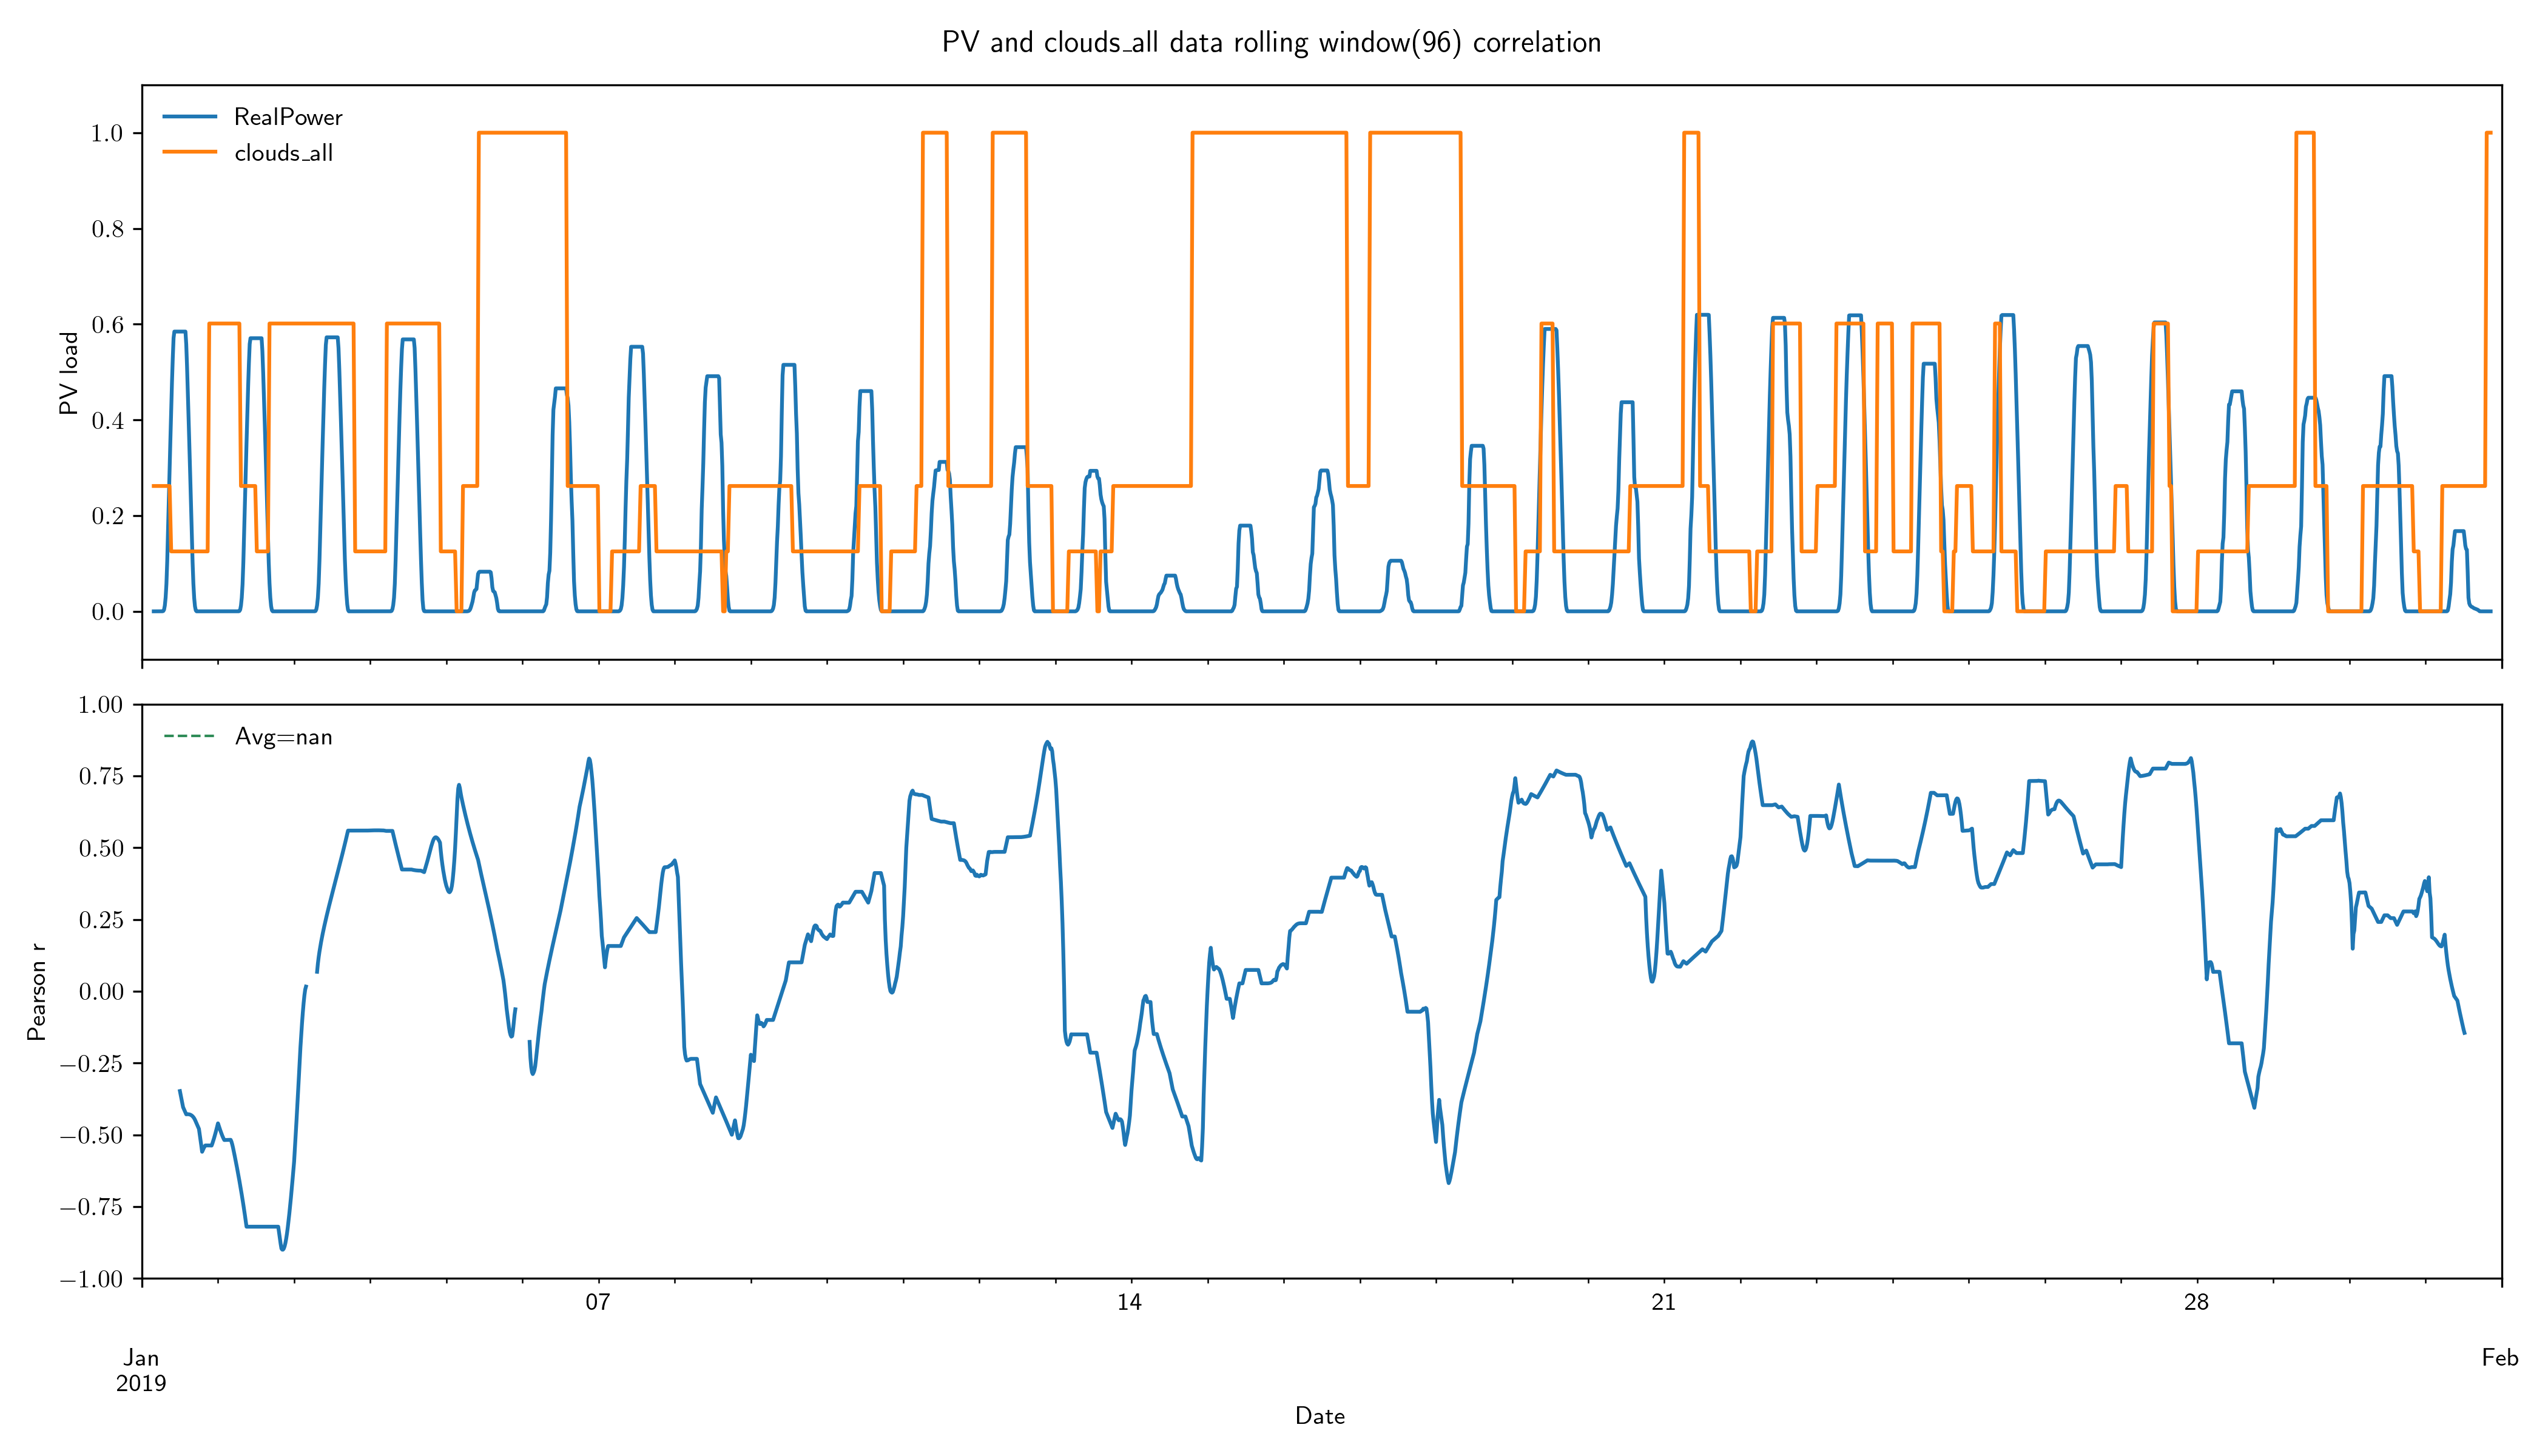 PV and clouds_all data rolling window(96) correlation
RealPower
clouds_all
1.0
0.8
0.6
0.4
0.2
0.0
PV load
Avg=nan
1.00
0.75
0.50
0.25
0.00
−0.25
−0.50
−0.75
−1.00
Pearson r
07
14
21
28
Jan
2019
Feb
Date